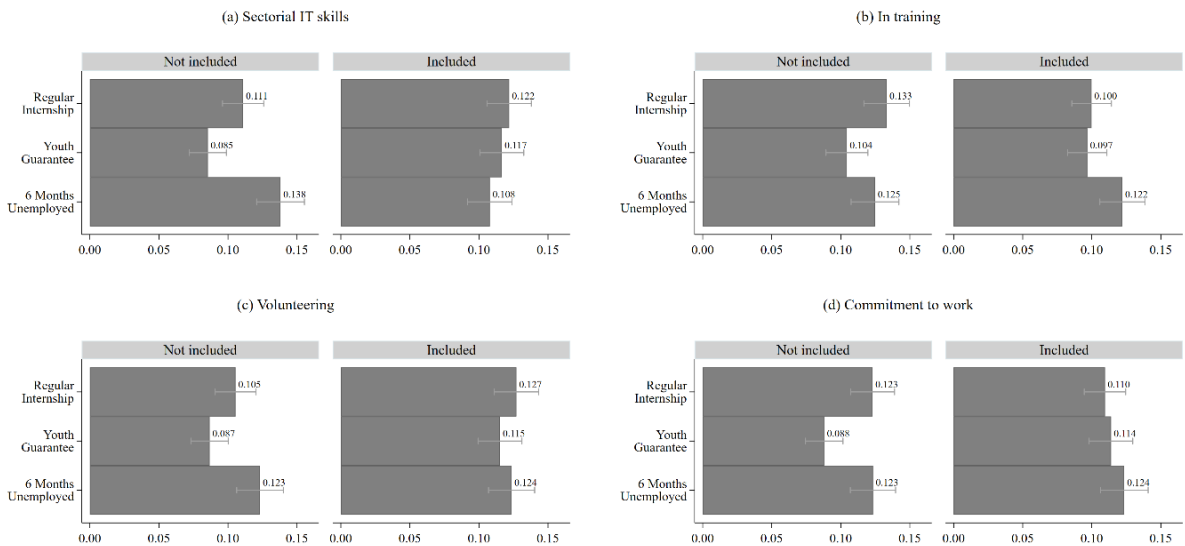 (a) Sectorial IT skills
Not included
Included
Regular
Internship
0.111
0.122
Youth
Guarantee
0.085
0.117
6 Months
Unemployed
0.138
0.108
0.00 0.05 0.10 0.15
0.00 0.05 0.10 0.15
(b) In training
Not included
Included
Regular
Internship
0.133
0.100
Youth
Guarantee
0.104
0.097
6 Months
Unemployed
0.125
0.122
0.00 0.05 0.10 0.15
0.00 0.05 0.10 0.15
(c) Volunteering
Not included
Included
Regular
Internship
0.105
0.127
Youth
Guarantee
0.087
0.115
6 Months
Unemployed
0.123
0.124
0.00 0.05 0.10 0.15
0.00 0.05 0.10 0.15
(d) Commitment to work
Not included
Included
Regular
Internship
0.123
0.110
Youth
Guarantee
0.088
0.114
6 Months
Unemployed
0.123
0.124
0.00 0.05 0.10 0.15
0.00 0.05 0.10 0.15